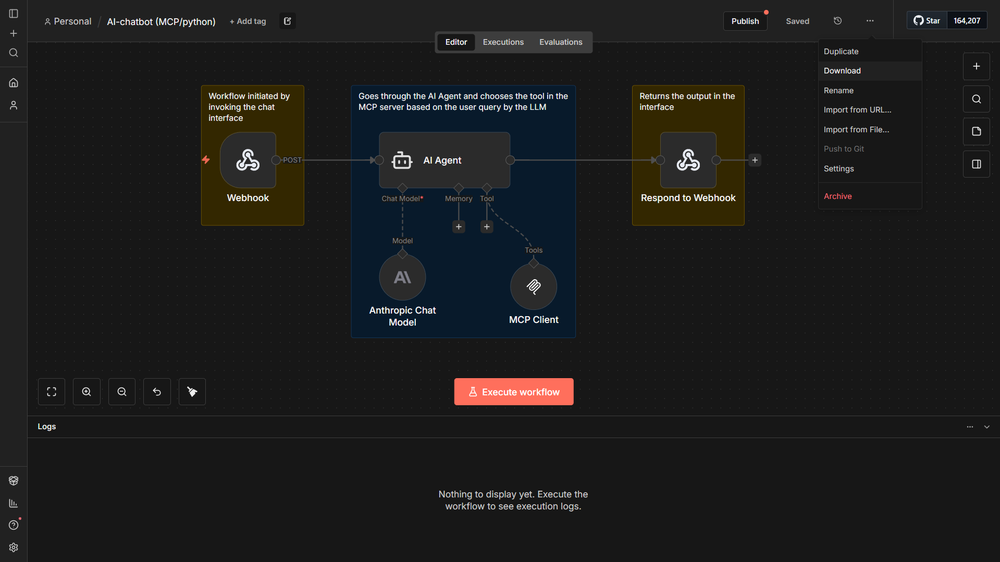 Personal / AI-chatbot (MCP/python) + Add tag
Publish
Saved
Star 164,207
Editor Executions Evaluations
Duplicate
Download
Rename
Import from URL...
Import from File...
Push to Git
Settings
Archive
Workflow initiated by
invoking the chat
interface
POST
Webhook
Goes through the AI Agent and chooses the tool in the
MCP server based on the user query by the LLM
AI Agent
Chat Model*
Memory
Tool
Model
Tools
Anthropic Chat
Model
MCP Client
Returns the output in the
interface
Respond to Webhook
Execute workflow
Logs
Nothing to display yet. Execute the
workflow to see execution logs.